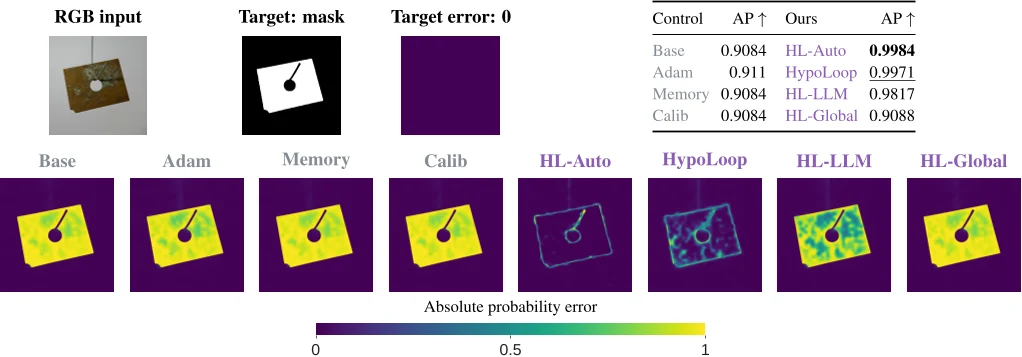 RGB input Target: mask Target error: 0
Control AP ↑ Ours AP ↑
Base 0.9084 HL-Auto 0.9984
Adam 0.911 HypoLoop 0.9971
Memory 0.9084 HL-LLM 0.9817
Calib 0.9084 HL-Global 0.9088
Base Adam Memory Calib HL-Auto HypoLoop HL-LLM HL-Global
Absolute probability error
0 0.5 1